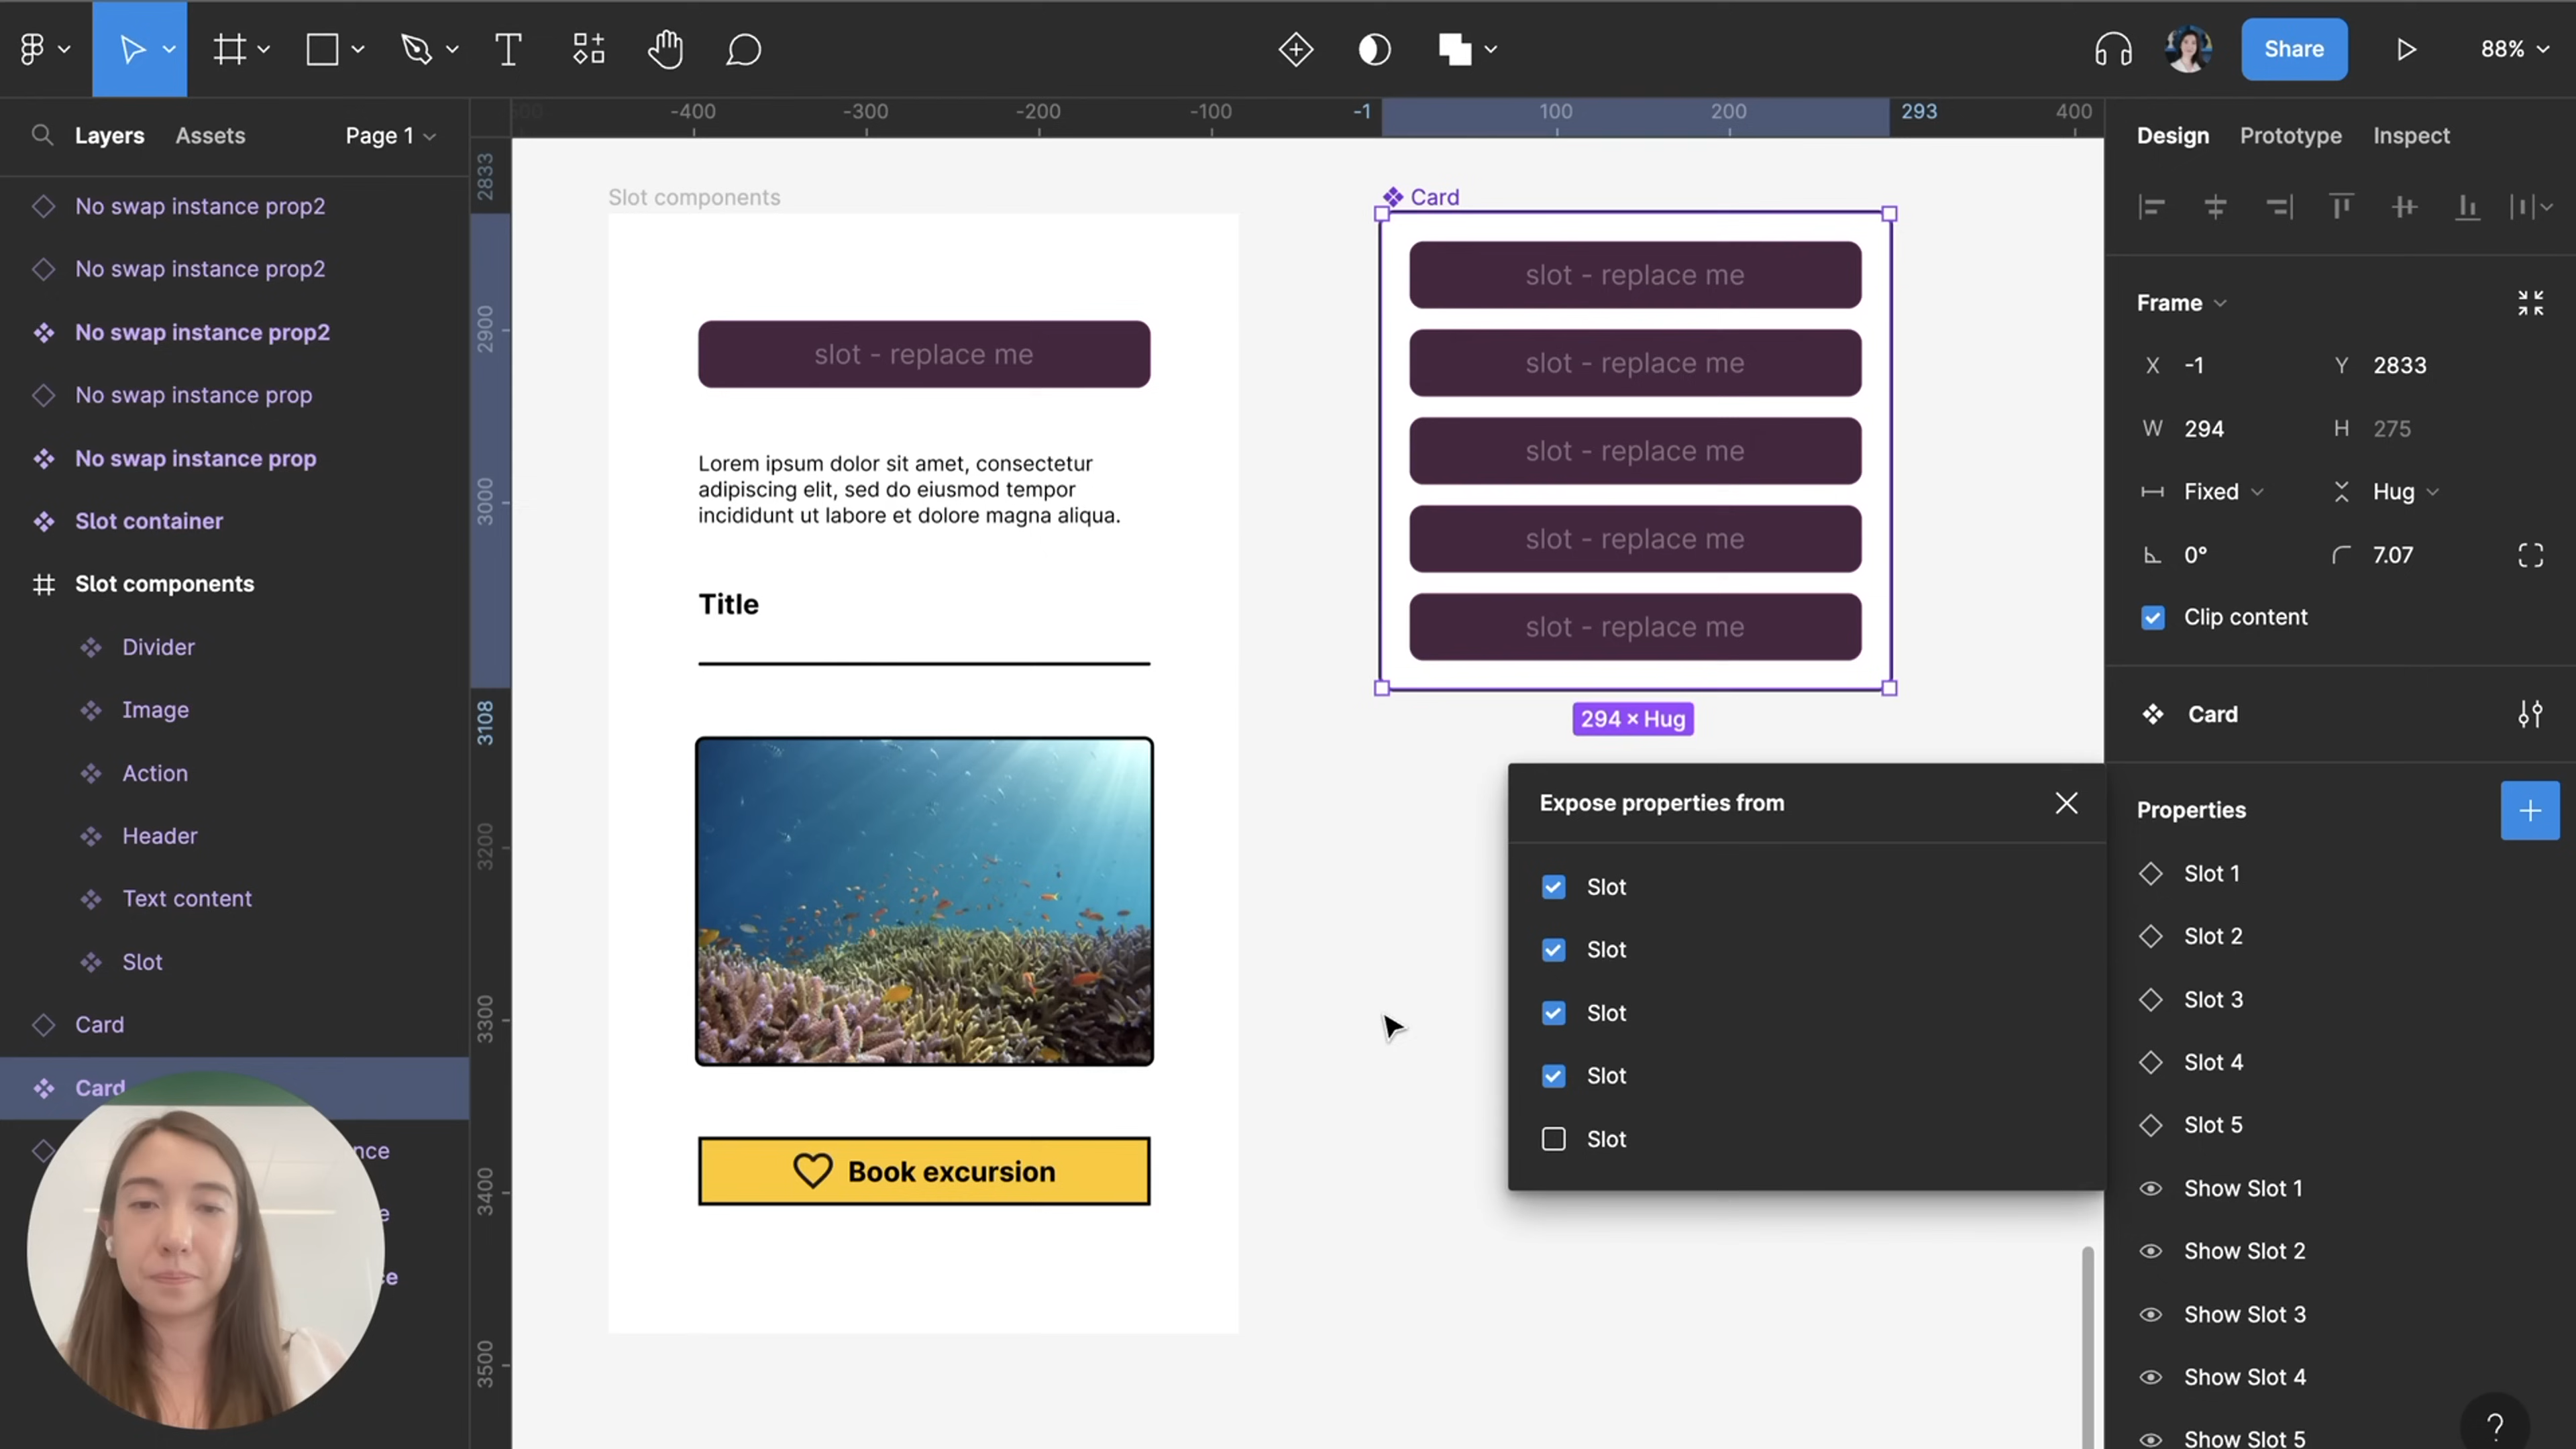 Share
88%
Layers
Assets
Page 1
No swap instance prop2
No swap instance prop2
No swap instance prop2
No swap instance prop
No swap instance prop
Slot container
Slot components
Divider
Image
Action
Header
Text content
Slot
Card
Card
-400
-300
-200
-100
-1
100
200
293
400
2833
2900
3000
3108
3200
3300
3400
3500
Slot components
slot - replace me
Lorem ipsum dolor sit amet, consectetur
adipiscing elit, sed do eiusmod tempor
incididunt ut labore et dolore magna aliqua.
Title
Book excursion
Card
slot - replace me
slot - replace me
slot - replace me
slot - replace me
slot - replace me
294 × Hug
Expose properties from
Slot
Slot
Slot
Slot
Slot
Design
Prototype
Inspect
Frame
X -1
Y 2833
W 294
H 275
Fixed
Hug
0°
7.07
Clip content
Card
Properties
Slot 1
Slot 2
Slot 3
Slot 4
Slot 5
Show Slot 1
Show Slot 2
Show Slot 3
Show Slot 4
Show Slot 5
?